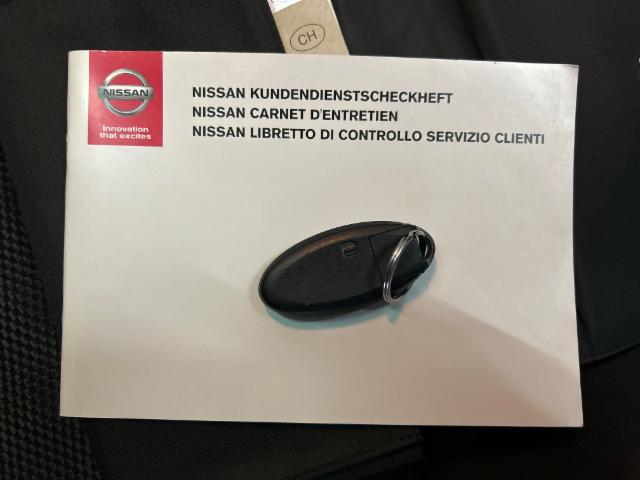 CH
NISSAN
Innovation
that excites
NISSAN KUNDENDIENSTSCHECKHEFT
NISSAN CARNET D'ENTRETIEN
NISSAN LIBRETTO DI CONTROLLO SERVIZIO CLIENTI